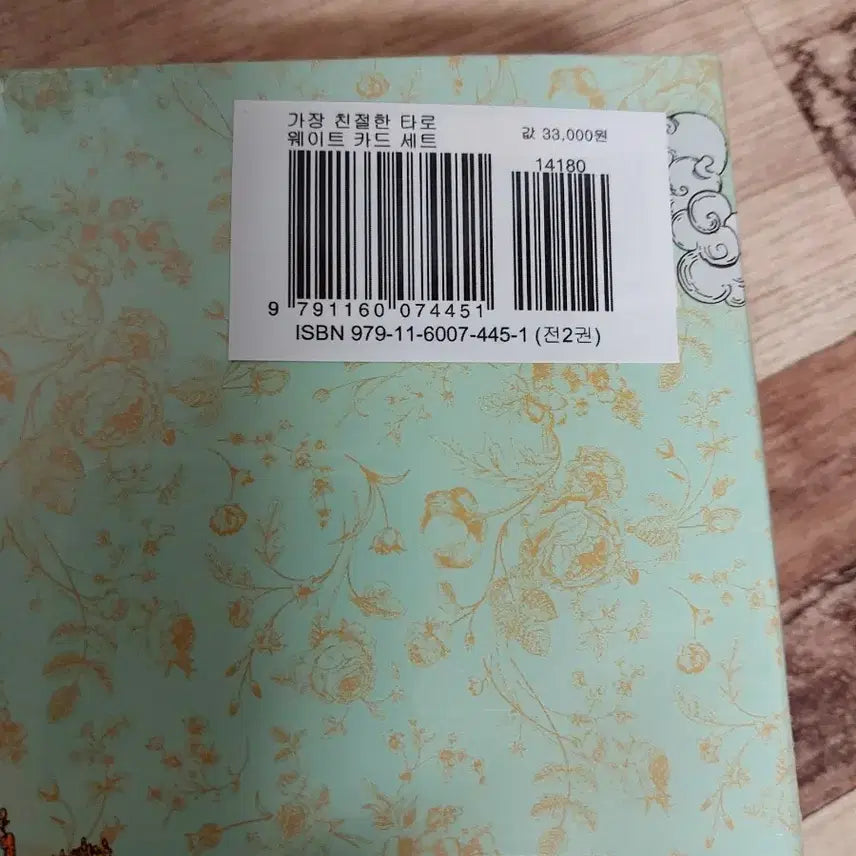 가장 친절한 타로
웨이트 카드 세트
값 33,000원
14180
9 791160 074451
ISBN 979-11-6007-445-1 (전2권)